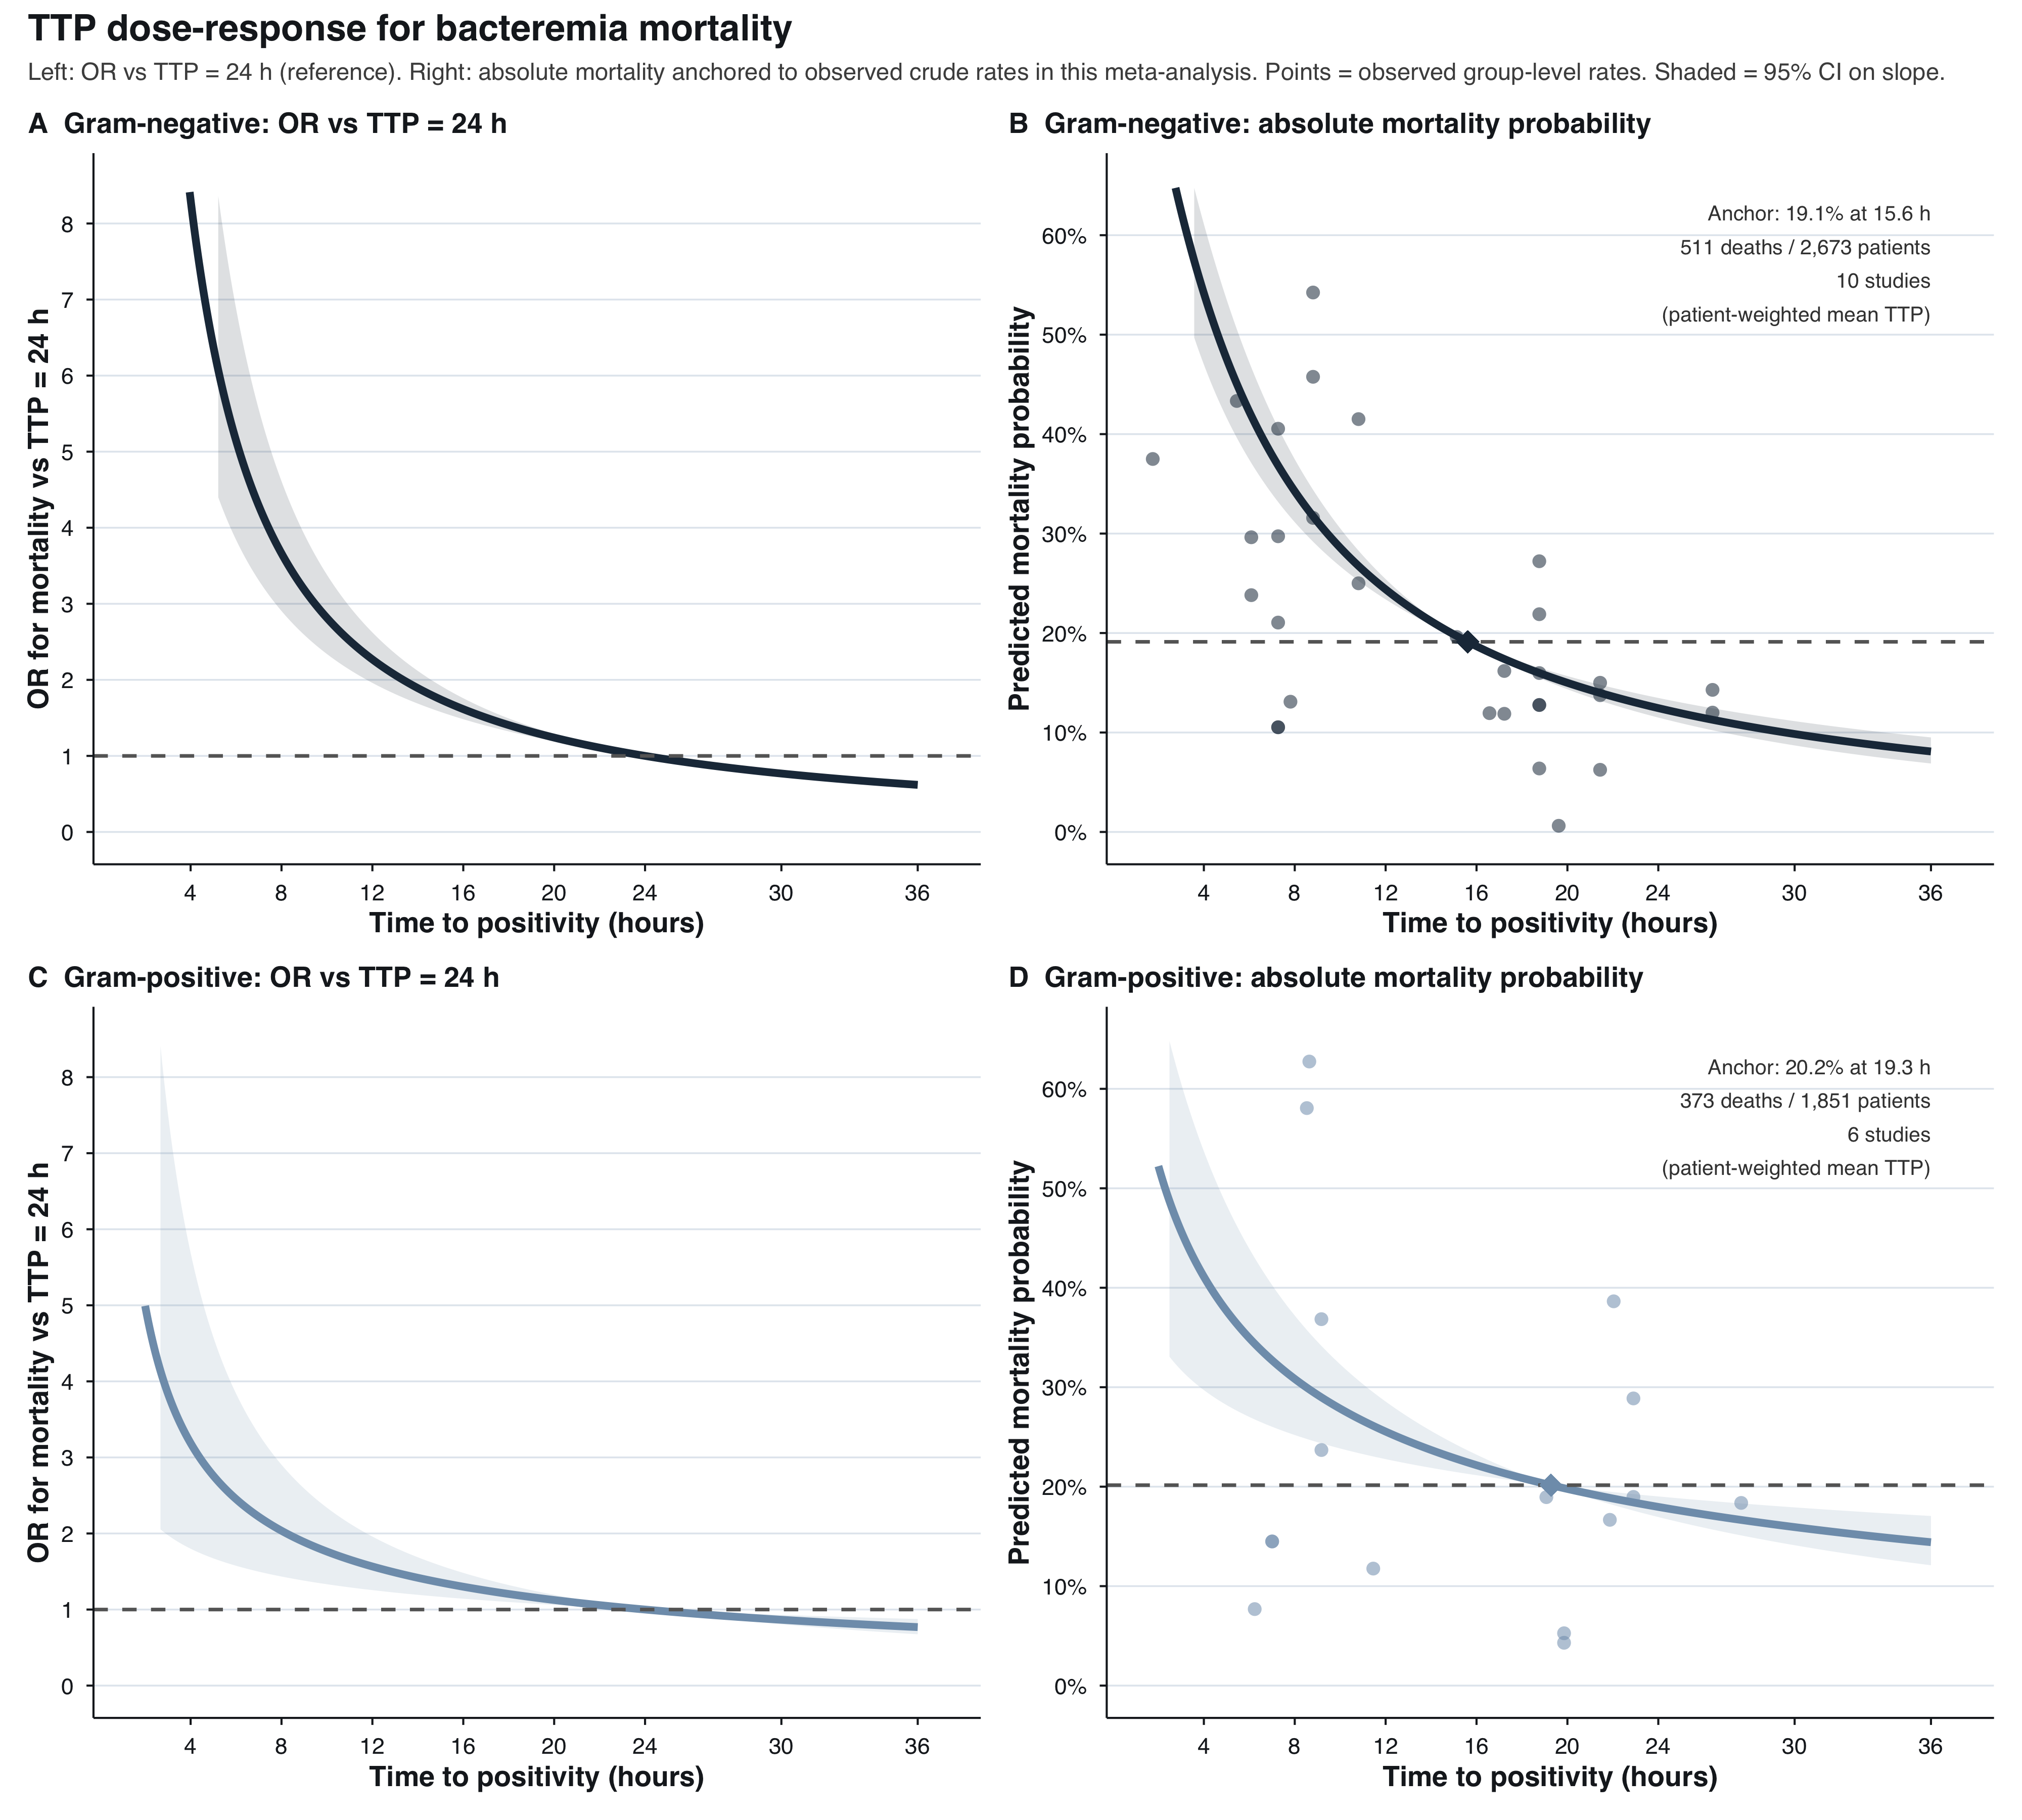 TTP dose-response for bacteremia mortality
Left: OR vs TTP = 24 h (reference). Right: absolute mortality anchored to observed crude rates in this meta-analysis. Points = observed group-level rates. Shaded = 95% CI on slope.
A Gram-negative: OR vs TTP = 24 h
OR for mortality vs TTP = 24 h
8
7
6
5
4
3
2
1
0
4 8 12 16 20 24 30 36
Time to positivity (hours)
B Gram-negative: absolute mortality probability
Predicted mortality probability
Anchor: 19.1% at 15.6 h
511 deaths / 2,673 patients
10 studies
(patient-weighted mean TTP)
60%
50%
40%
30%
20%
10%
0%
4 8 12 16 20 24 30 36
Time to positivity (hours)
C Gram-positive: OR vs TTP = 24 h
OR for mortality vs TTP = 24 h
8
7
6
5
4
3
2
1
0
4 8 12 16 20 24 30 36
Time to positivity (hours)
D Gram-positive: absolute mortality probability
Predicted mortality probability
Anchor: 20.2% at 19.3 h
373 deaths / 1,851 patients
6 studies
(patient-weighted mean TTP)
60%
50%
40%
30%
20%
10%
0%
4 8 12 16 20 24 30 36
Time to positivity (hours)